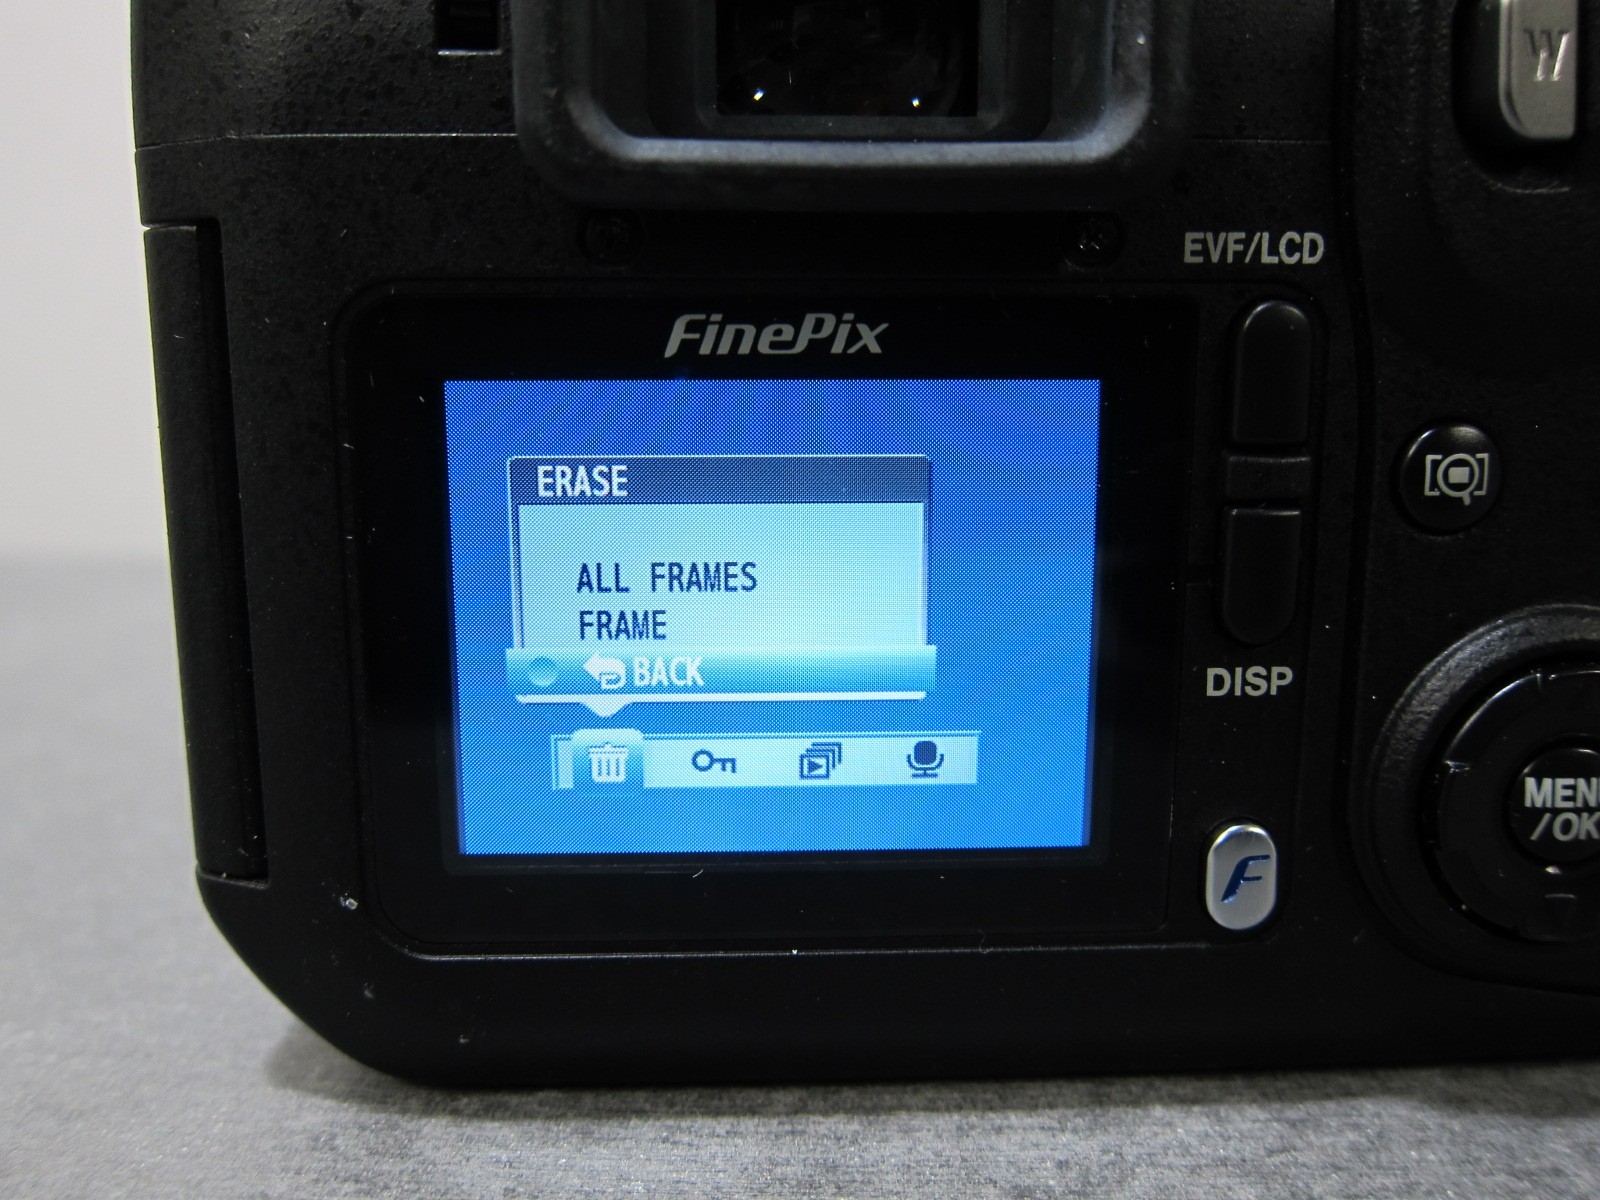 W
EVF/LCD
FinePix
ERASE
ALL FRAMES
FRAME
BACK
DISP
MENU
/OK
F